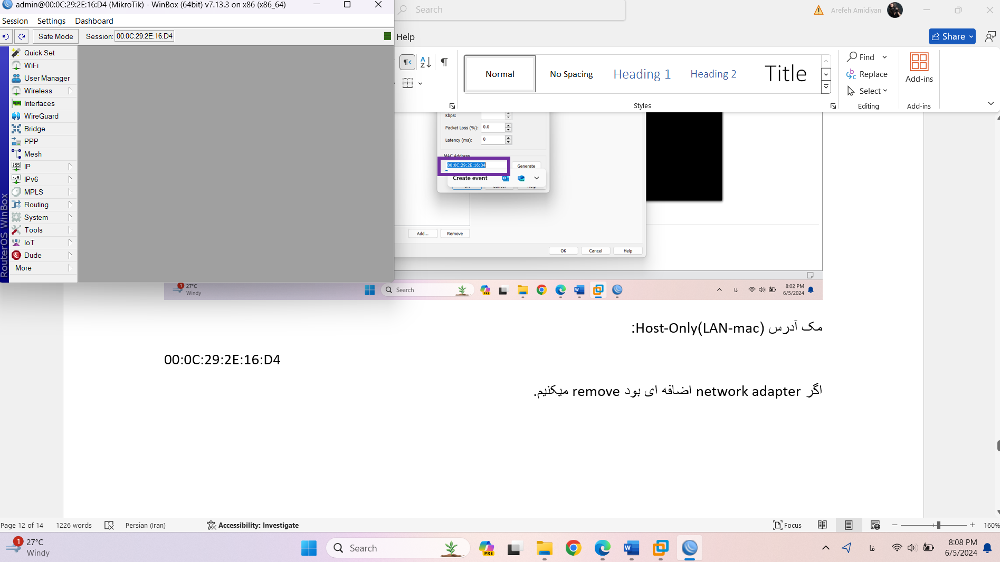 admin@00:0C:29:2E:16:D4 (MikroTik) - WinBox (64bit) v7.13.3 on x86 (x86_64)
Search
Arefeh Amidiyan
Session Settings Dashboard
Safe Mode Session: 00:0C:29:2E:16:D4
Help
Share
Quick Set
WiFi
User Manager
Wireless
Interfaces
WireGuard
Bridge
PPP
Mesh
IP
IPv6
MPLS
Routing
System
Tools
IoT
Dude
More
RouterOS WinBox
Normal
No Spacing
Heading 1
Heading 2
Title
Styles
Find
Replace
Select
Editing
Add-ins
Add-ins
Kbps:
Packet Loss (%): 0.0
Latency (ms): 0
MAC Address
00:0C:29:2E:16:D4
Generate
Create event
Add... Remove
OK Cancel Help
27°C
Windy
1
Search
PRE
فا
8:02 PM
6/5/2024
مک آدرس Host-Only(LAN-mac):
00:0C:29:2E:16:D4
اگر network adapter اضافه ای بود remove میکنیم.
Page 12 of 14 1226 words Persian (Iran) Accessibility: Investigate Focus 160%
1
27°C
Windy
Search
PRE
فا
8:08 PM
6/5/2024